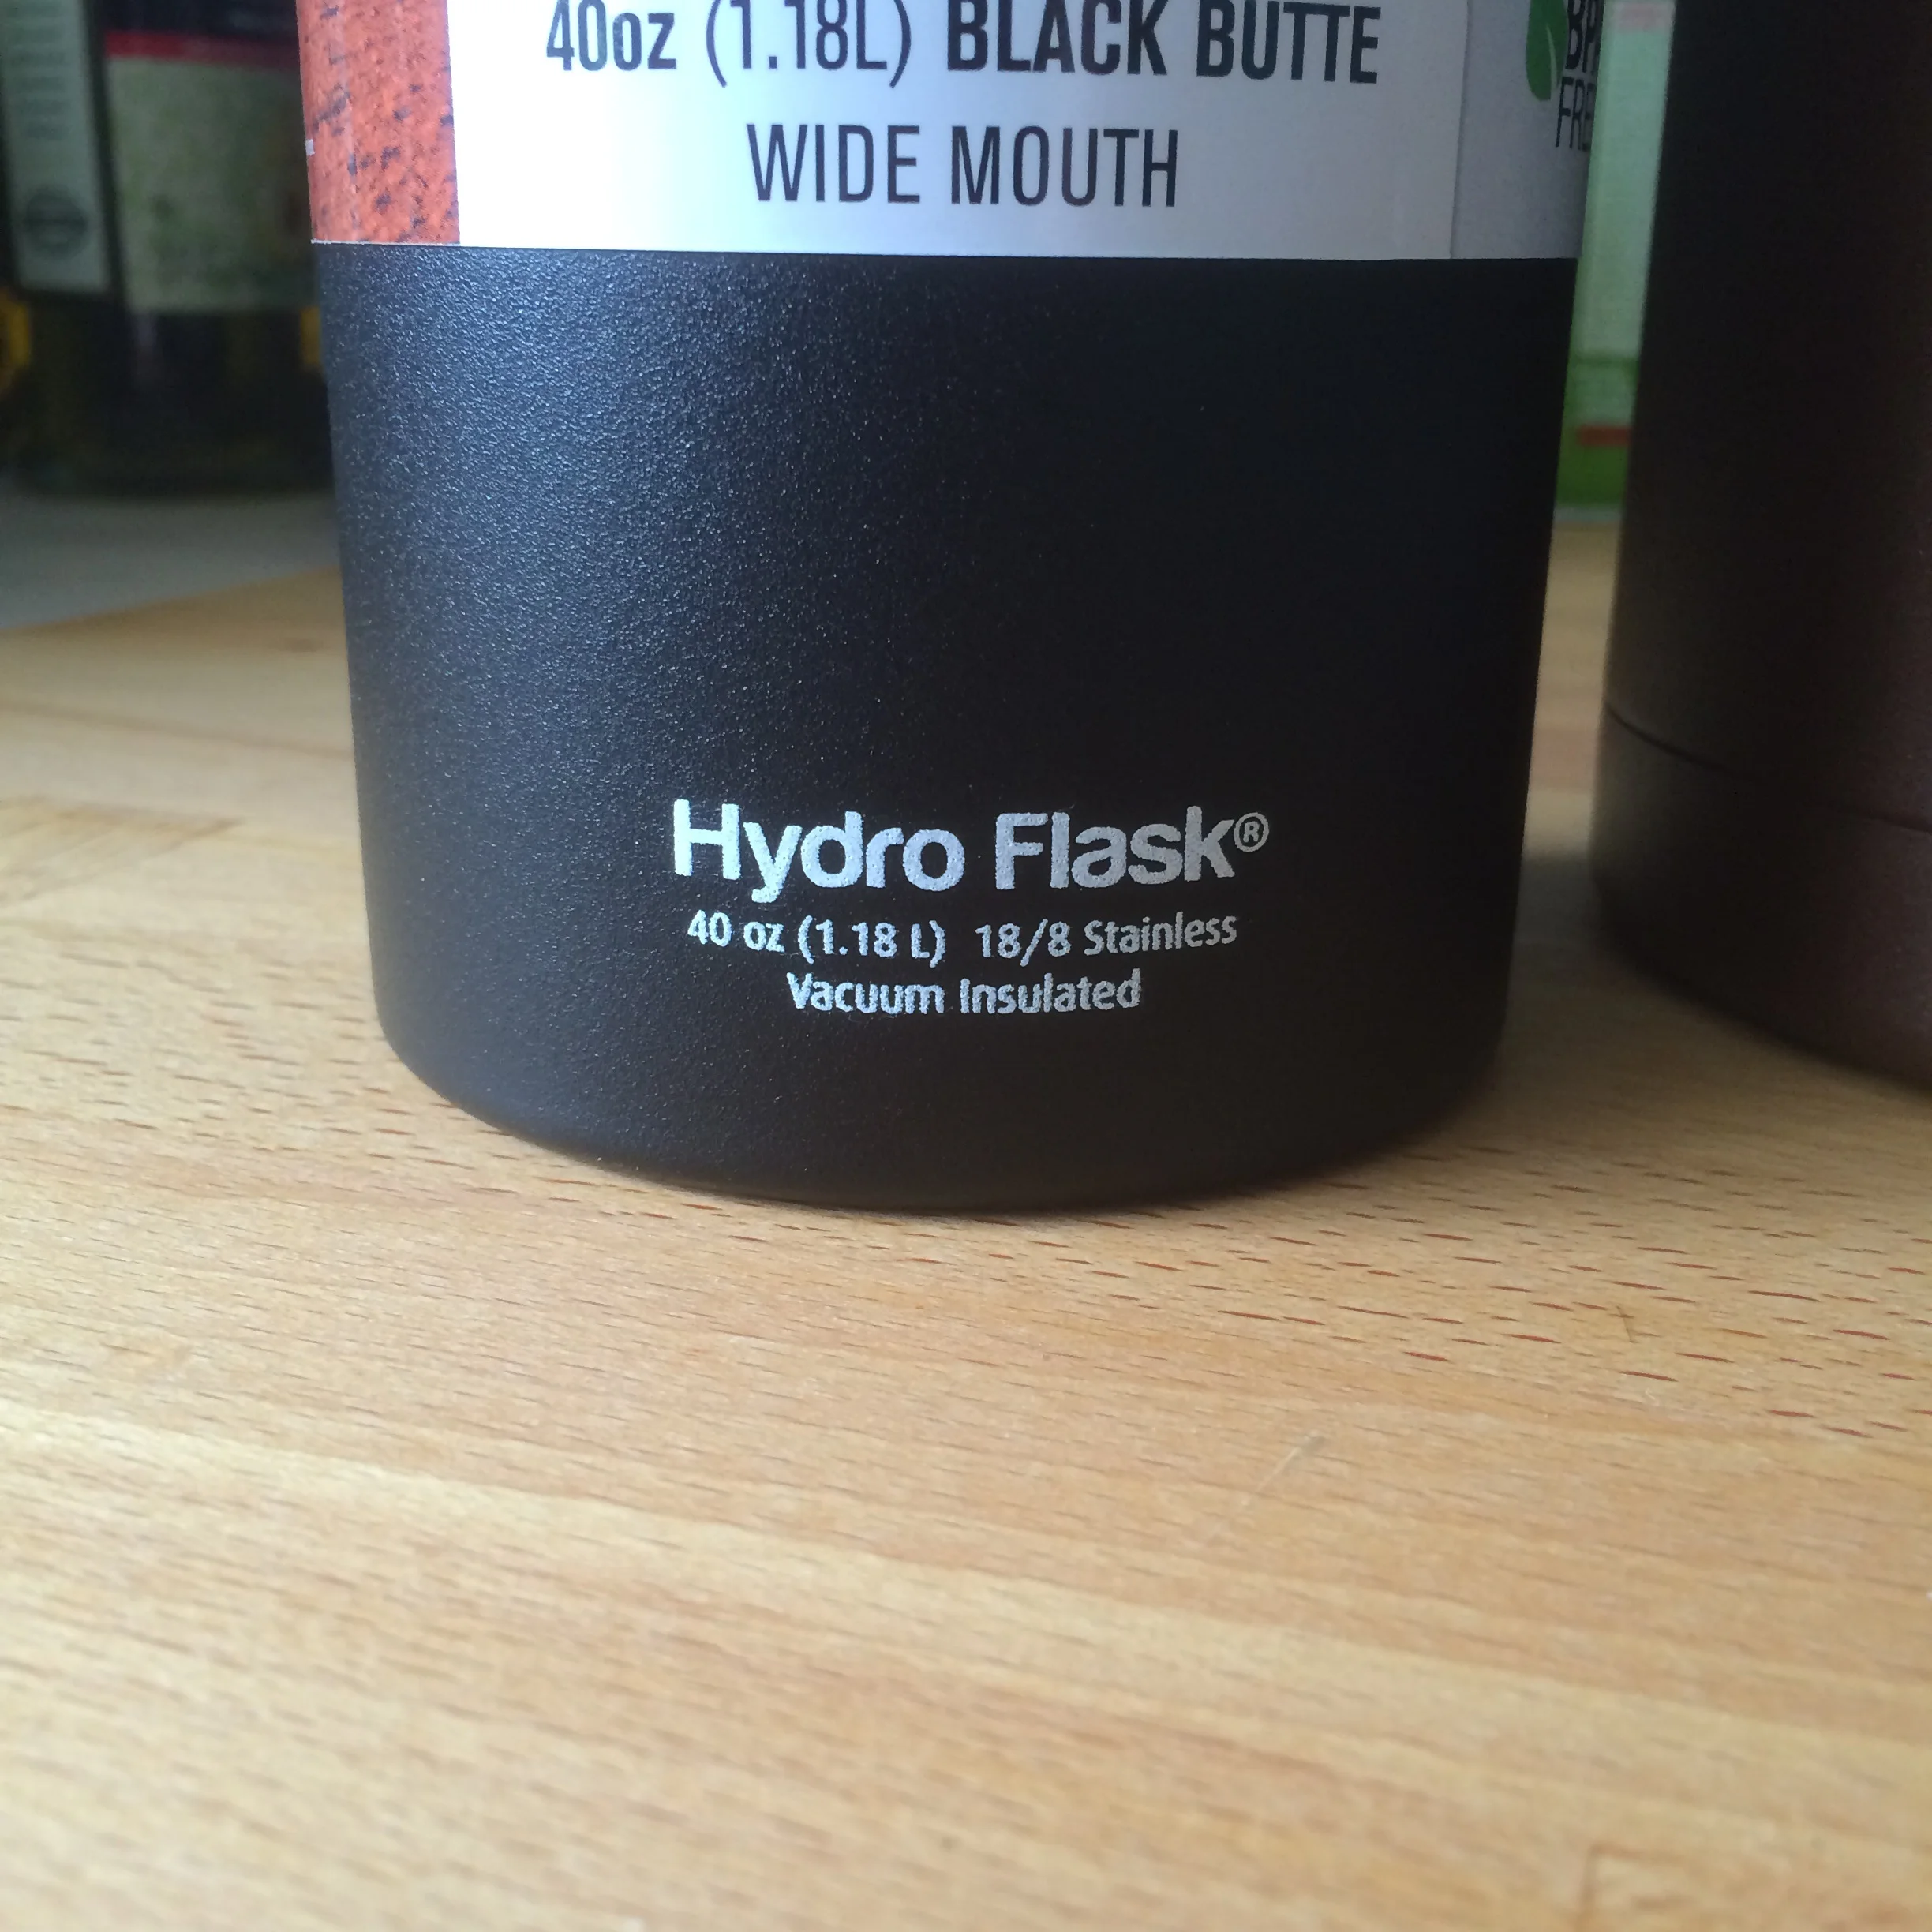 40oz (1.18L) BLACK BUTTE
WIDE MOUTH
Hydro Flask®
40 oz (1.18 L) 18/8 Stainless
Vacuum Insulated